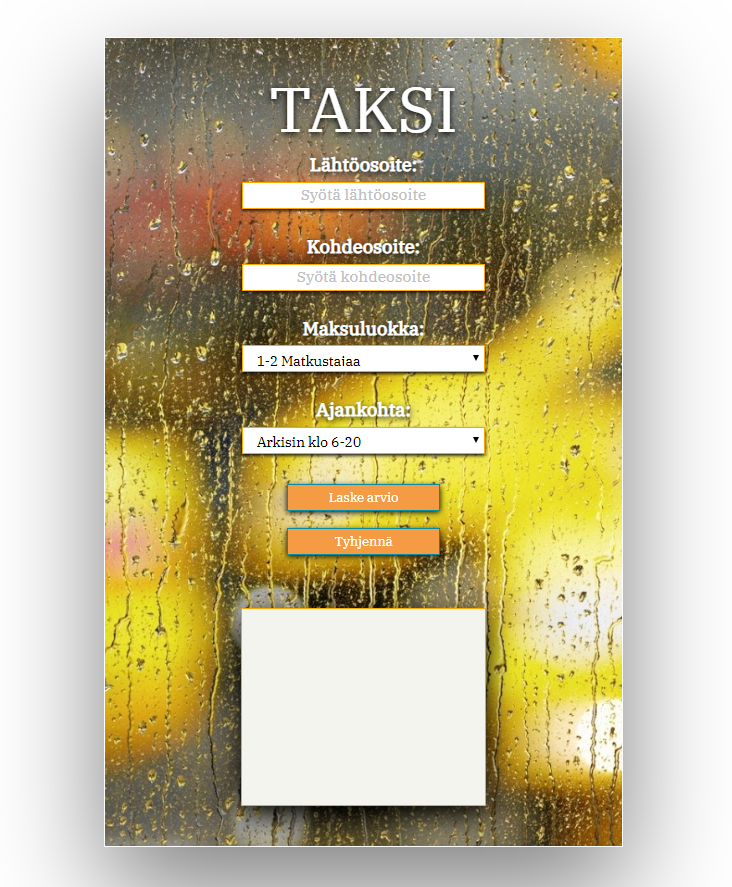 TAKSI
Lähtöosoite:
Syötä lähtöosoite
Kohdeosoite:
Syötä kohdeosoite
Maksuluokka:
1-2 Matkustajaa
Ajankohta:
Arkisin klo 6-20
Laske arvio
Tyhjennä